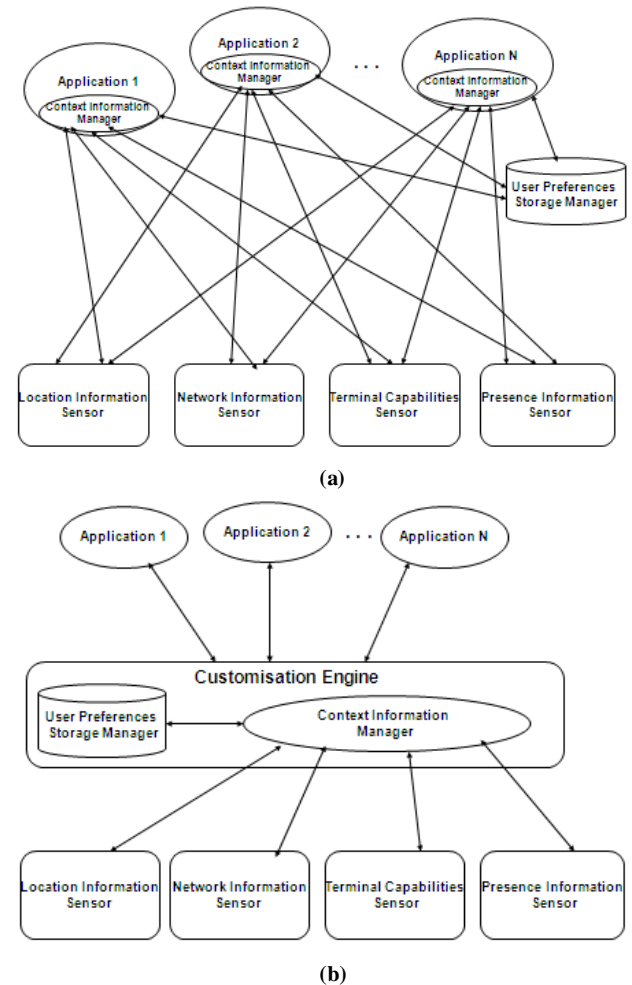 Application 2
. . .
Application N
Context Information
Manager
Context Information
Manager
Application 1
Context Information
Manager
User Preferences
Storage Manager
Location Information
Sensor
Network Information
Sensor
Terminal Capabilities
Sensor
Presence Information
Sensor
(a)
Application 1
Application 2
. . .
Application N
Customisation Engine
User Preferences
Storage Manager
Context Information
Manager
Location Information
Sensor
Network Information
Sensor
Terminal Capabilities
Sensor
Presence Information
Sensor
(b)